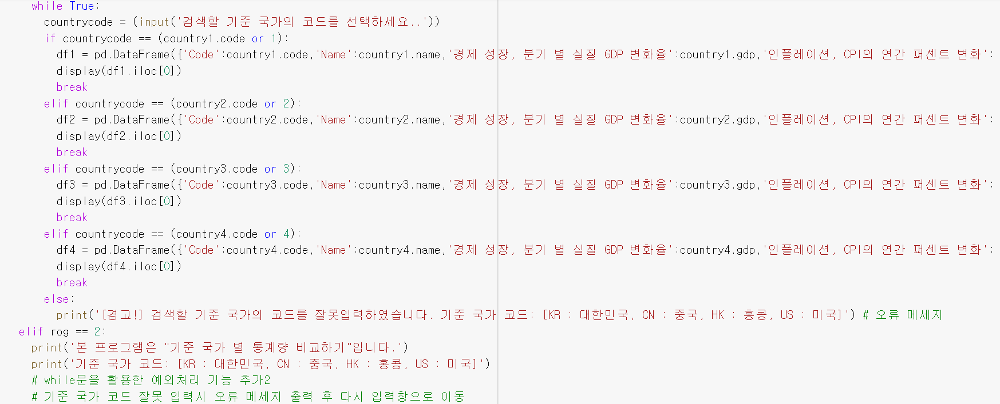 while True:
countrycode = (input('검색할 기준 국가의 코드를 선택하세요..'))
if countrycode == (country1.code or 1):
df1 = pd.DataFrame({'Code':country1.code,'Name':country1.name,'경제 성장, 분기 별 실질 GDP 변화율':country1.gdp,'인플레이션, CPI의 연간 퍼센트 변화':
display(df1.iloc[0])
break
elif countrycode == (country2.code or 2):
df2 = pd.DataFrame({'Code':country2.code,'Name':country2.name,'경제 성장, 분기 별 실질 GDP 변화율':country2.gdp,'인플레이션, CPI의 연간 퍼센트 변화':
display(df2.iloc[0])
break
elif countrycode == (country3.code or 3):
df3 = pd.DataFrame({'Code':country3.code,'Name':country3.name,'경제 성장, 분기 별 실질 GDP 변화율':country3.gdp,'인플레이션, CPI의 연간 퍼센트 변화':
display(df3.iloc[0])
break
elif countrycode == (country4.code or 4):
df4 = pd.DataFrame({'Code':country4.code,'Name':country4.name,'경제 성장, 분기 별 실질 GDP 변화율':country4.gdp,'인플레이션, CPI의 연간 퍼센트 변화':
display(df4.iloc[0])
break
else:
print('[경고!] 검색할 기준 국가의 코드를 잘못입력하였습니다. 기준 국가 코드: [KR : 대한민국, CN : 중국, HK : 홍콩, US : 미국]') # 오류 메세지
elif rog == 2:
print('본 프로그램은 "기준 국가 별 통계량 비교하기"입니다.')
print('기준 국가 코드: [KR : 대한민국, CN : 중국, HK : 홍콩, US : 미국]')
# while문을 활용한 예외처리 기능 추가2
# 기준 국가 코드 잘못 입력시 오류 메세지 출력 후 다시 입력창으로 이동